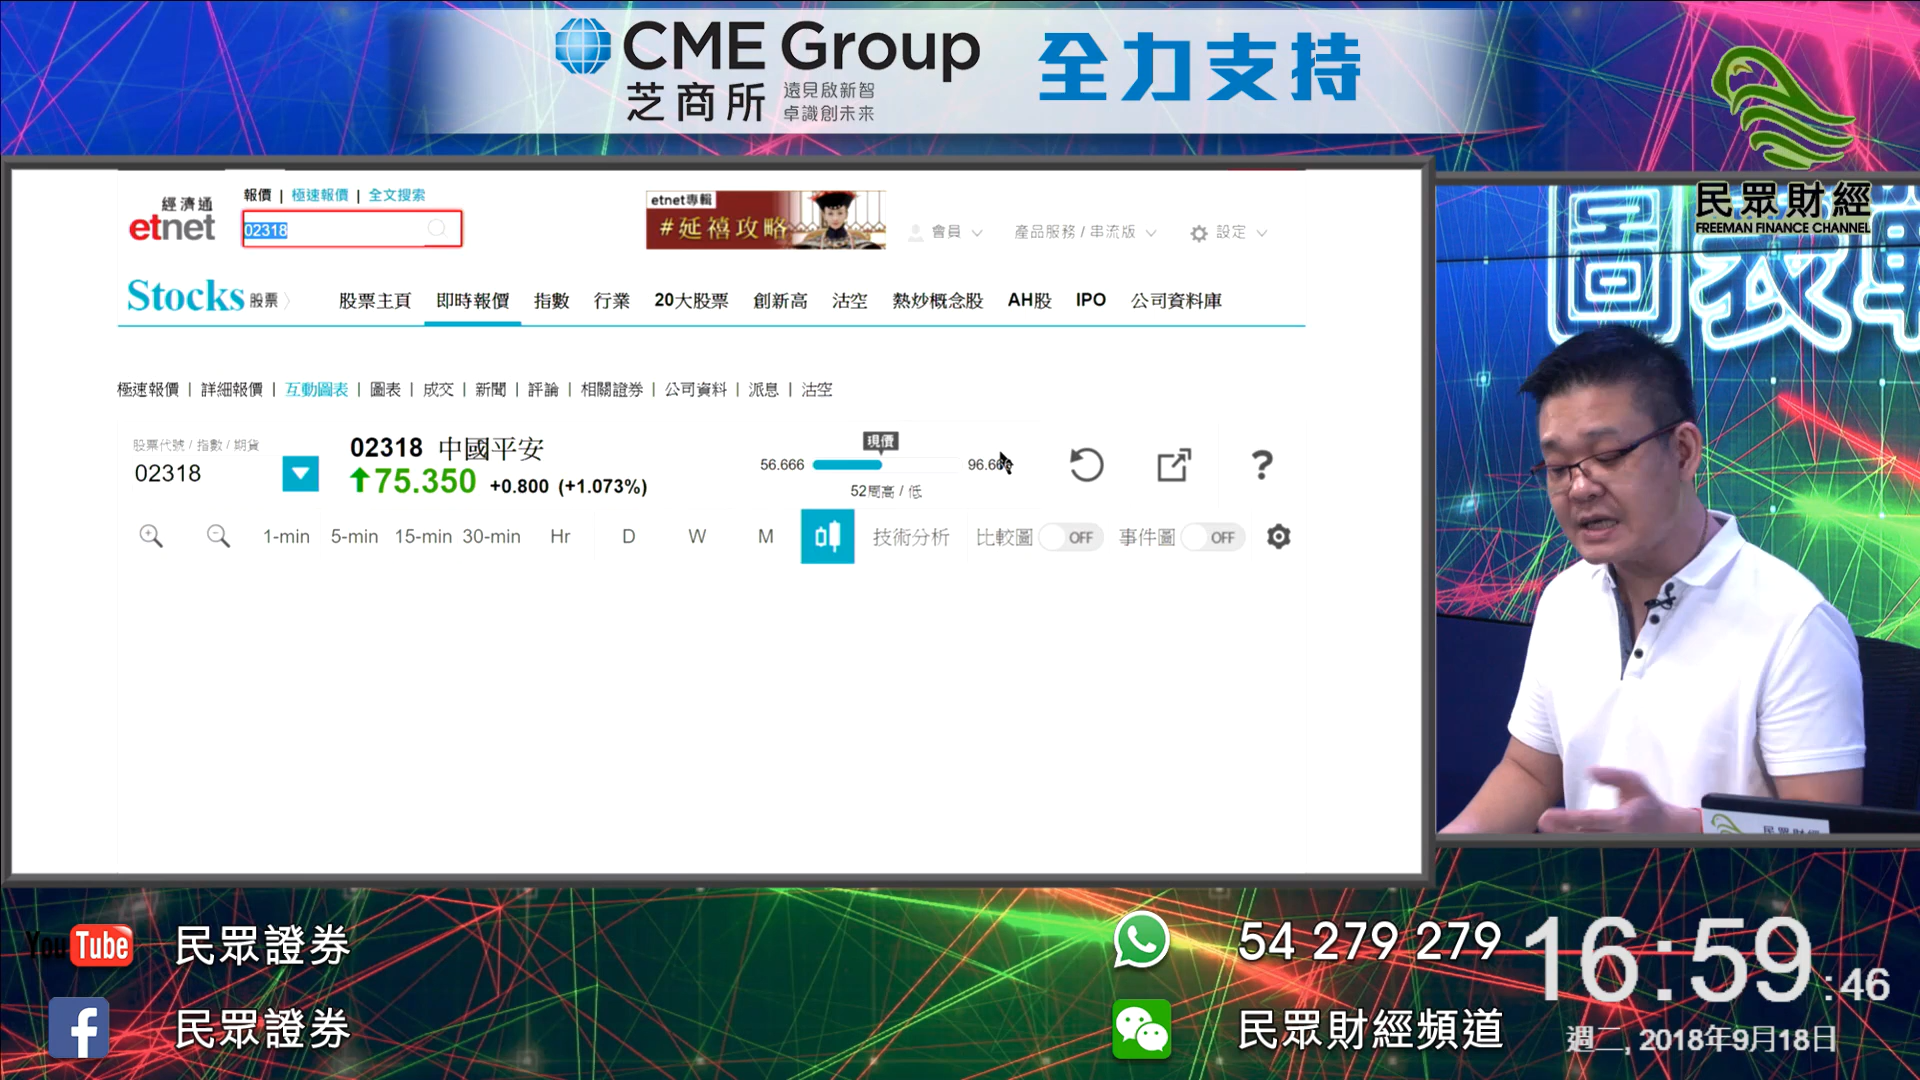 CME Group
芝商所
遠見啟新智
卓識創未來
全力支持
民眾財經
FREEMAN FINANCE CHANNEL
圖表
經濟通
etnet
報價 | 極速報價 | 全文搜索
02318
etnet專輯
#延禧攻略
會員
產品服務 / 串流版
設定
Stocks 股票
股票主頁 即時報價 指數 行業 20大股票 創新高 沽空 熱炒概念股 AH股 IPO 公司資料庫
極速報價 | 詳細報價 | 互動圖表 | 圖表 | 成交 | 新聞 | 評論 | 相關證券 | 公司資料 | 派息 | 沽空
股票代號 / 指數 / 期貨
02318
02318 中國平安
75.350 +0.800 (+1.073%)
現價
56.666
52周高 / 低
?
1-min 5-min 15-min 30-min Hr D W M 技術分析 比較圖 OFF 事件圖 OFF
YouTube 民眾證券
f 民眾證券
54 279 279
民眾財經頻道
16:59:46
週二, 2018年9月18日